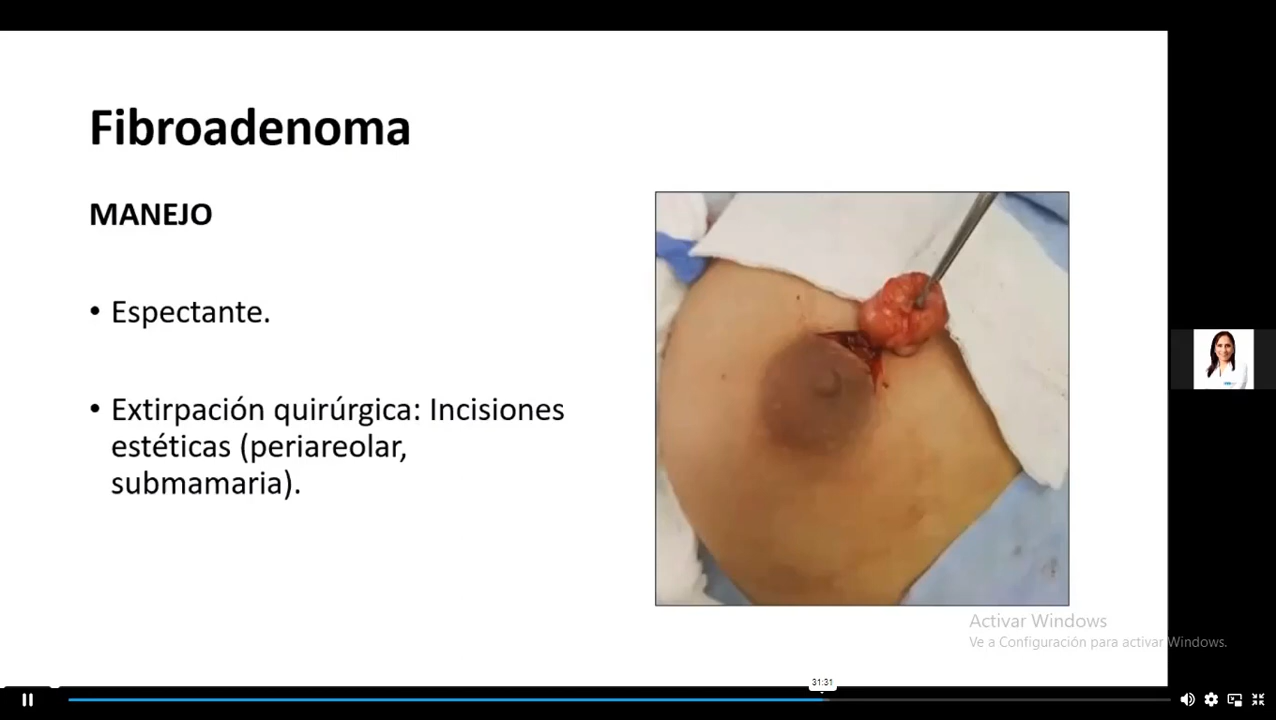 Fibroadenoma
MANEJO
• Espectante.
• Extirpación quirúrgica: Incisiones
estéticas (periareolar,
submamaria).
Activar Windows
Ve a Configuración para activar Windows.
31:31